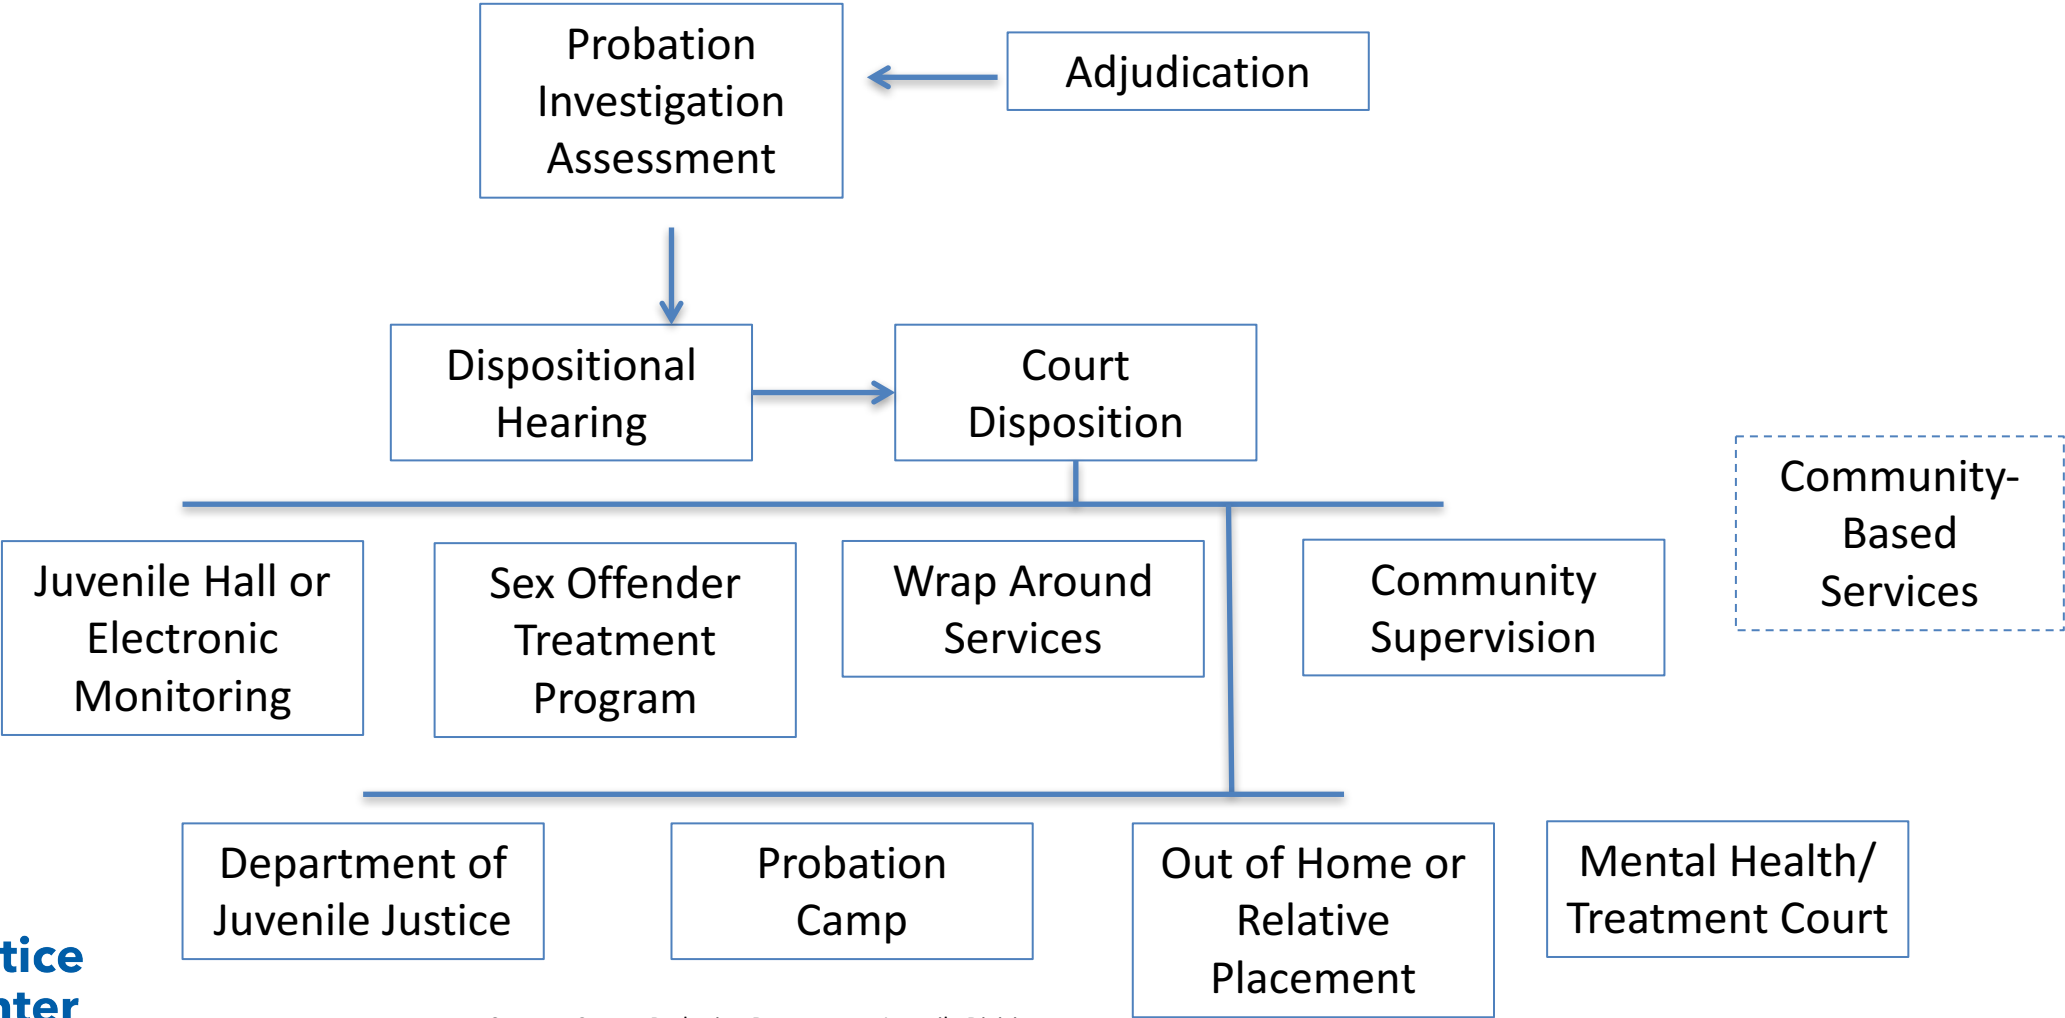 Probation
Investigation
Assessment
Adjudication
Dispositional
Hearing
Court
Disposition
Community-
Based
Services
Juvenile Hall or
Electronic
Monitoring
Sex Offender
Treatment
Program
Wrap Around
Services
Community
Supervision
Department of
Juvenile Justice
Probation
Camp
Out of Home or
Relative
Placement
Mental Health/
Treatment Court
tice
nter